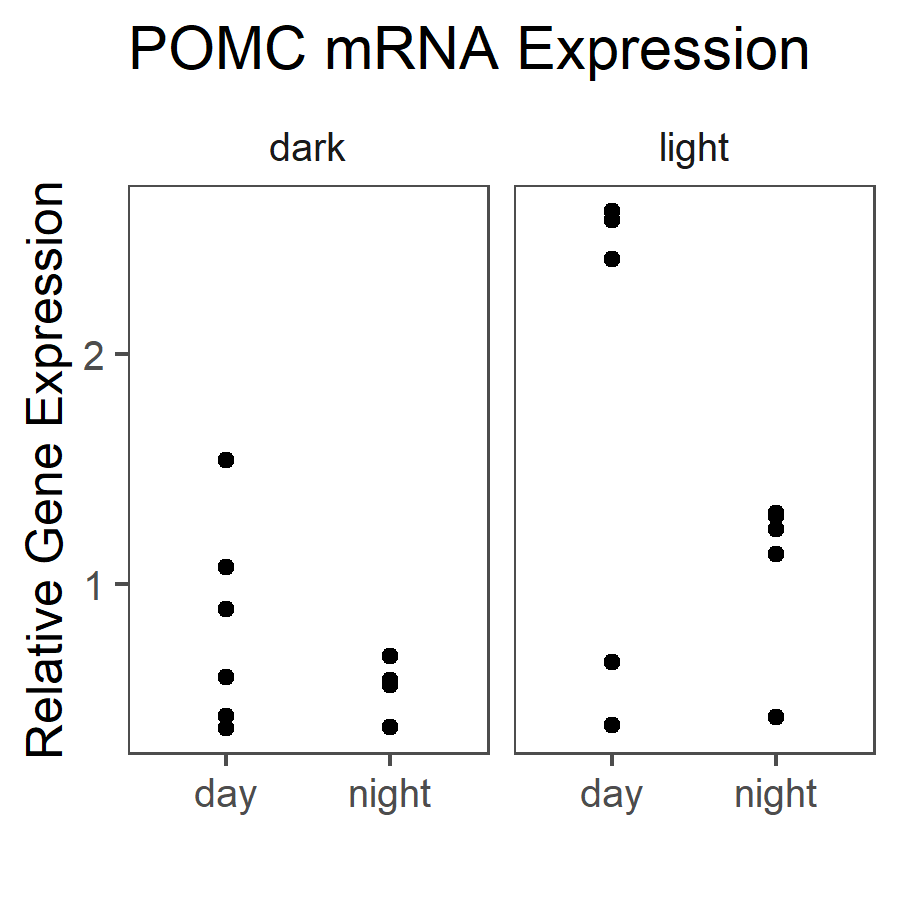 POMC mRNA Expression
dark
light
Relative Gene Expression
2
1
day
night
day
night